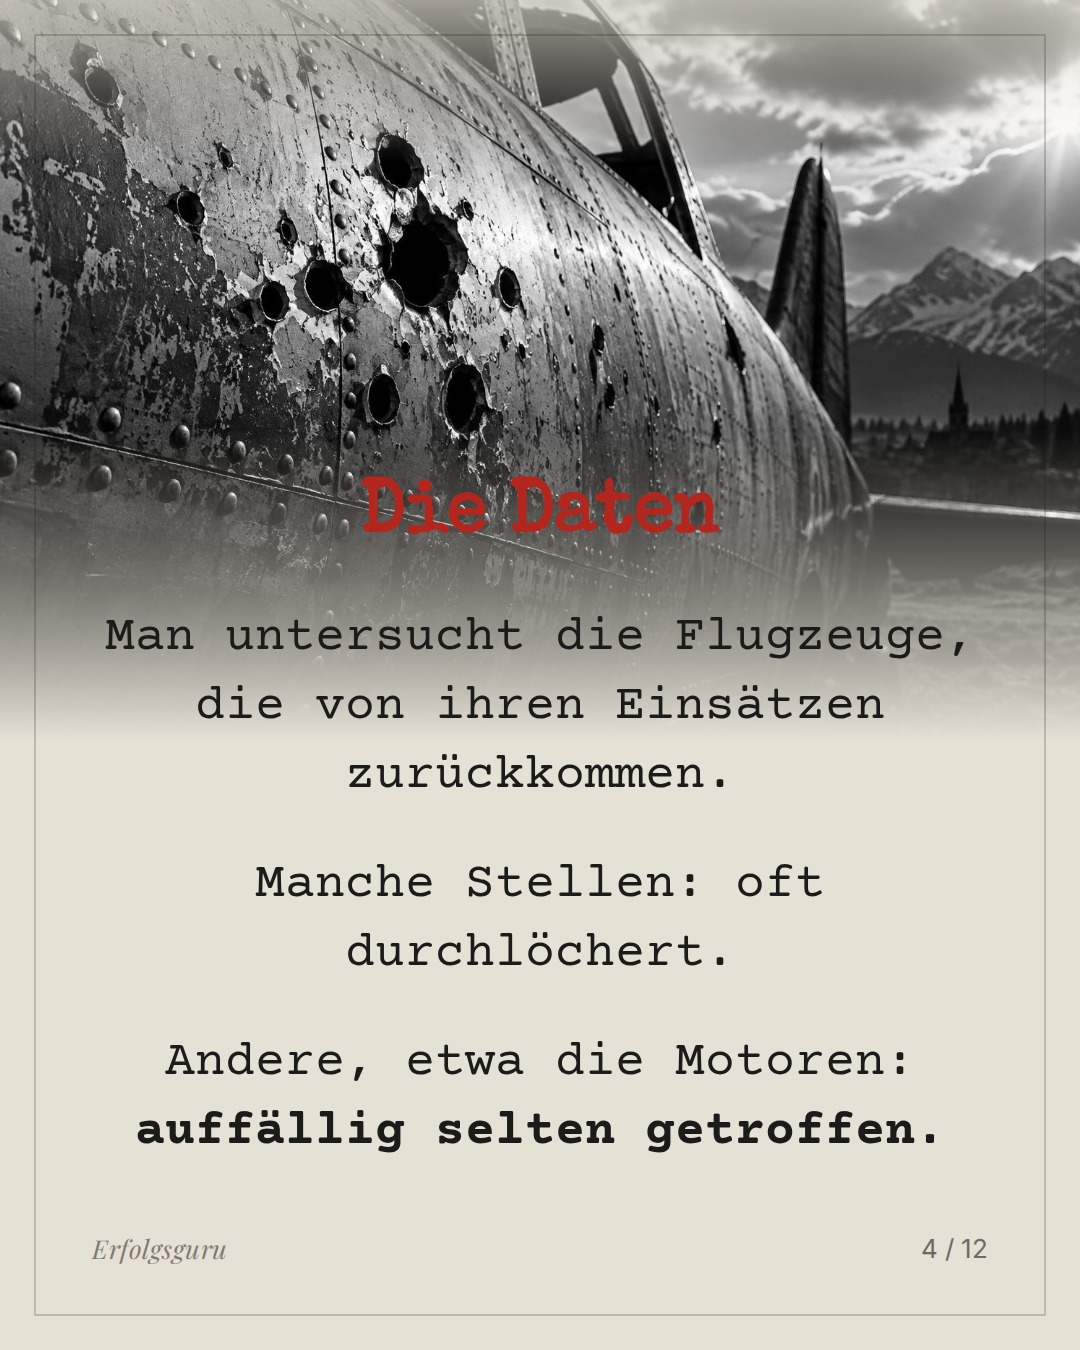 Die Daten
Man untersucht die Flugzeuge,
die von ihren Einsätzen
zurückkommen.
Manche Stellen: oft
durchlöchert.
Andere, etwa die Motoren:
auffällig selten getroffen.
Erfolgsguru
4 / 12